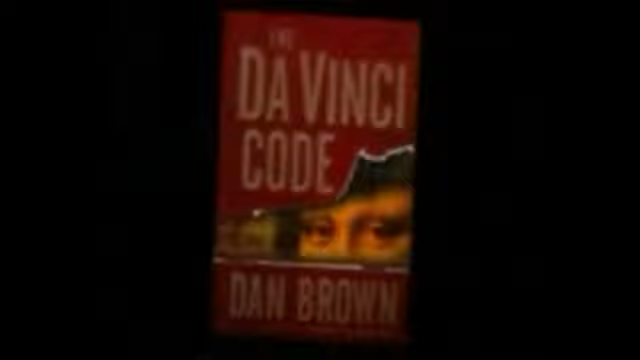 THE
DA VINCI
CODE
DAN BROWN